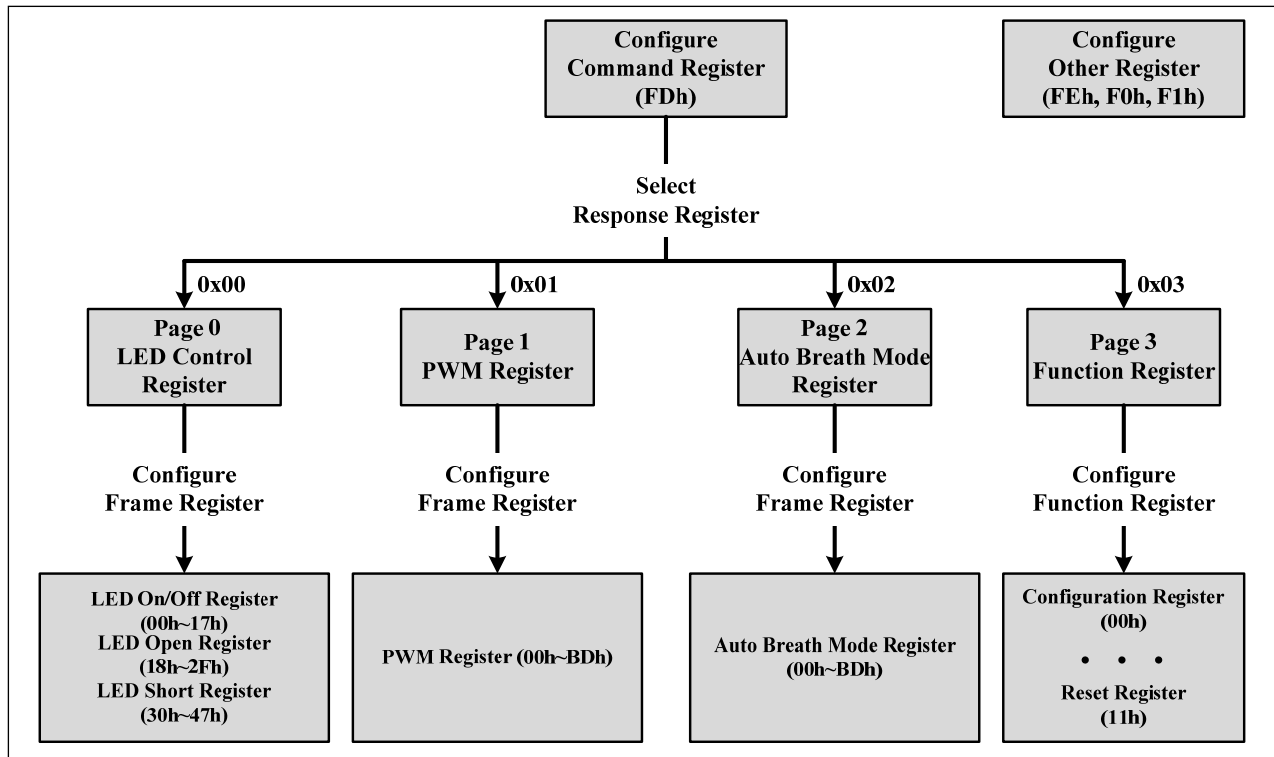 Configure
Command Register
(FDh)
Configure
Other Register
(FEh, F0h, F1h)
Select
Response Register
0x00
0x01
0x02
0x03
Page 0
LED Control
Register
Page 1
PWM Register
Page 2
Auto Breath Mode
Register
Page 3
Function Register
Configure
Frame Register
Configure
Frame Register
Configure
Frame Register
Configure
Function Register
LED On/Off Register
(00h~17h)
LED Open Register
(18h~2Fh)
LED Short Register
(30h~47h)
PWM Register (00h~BDh)
Auto Breath Mode Register
(00h~BDh)
Configuration Register
(00h)
• • •
Reset Register
(11h)